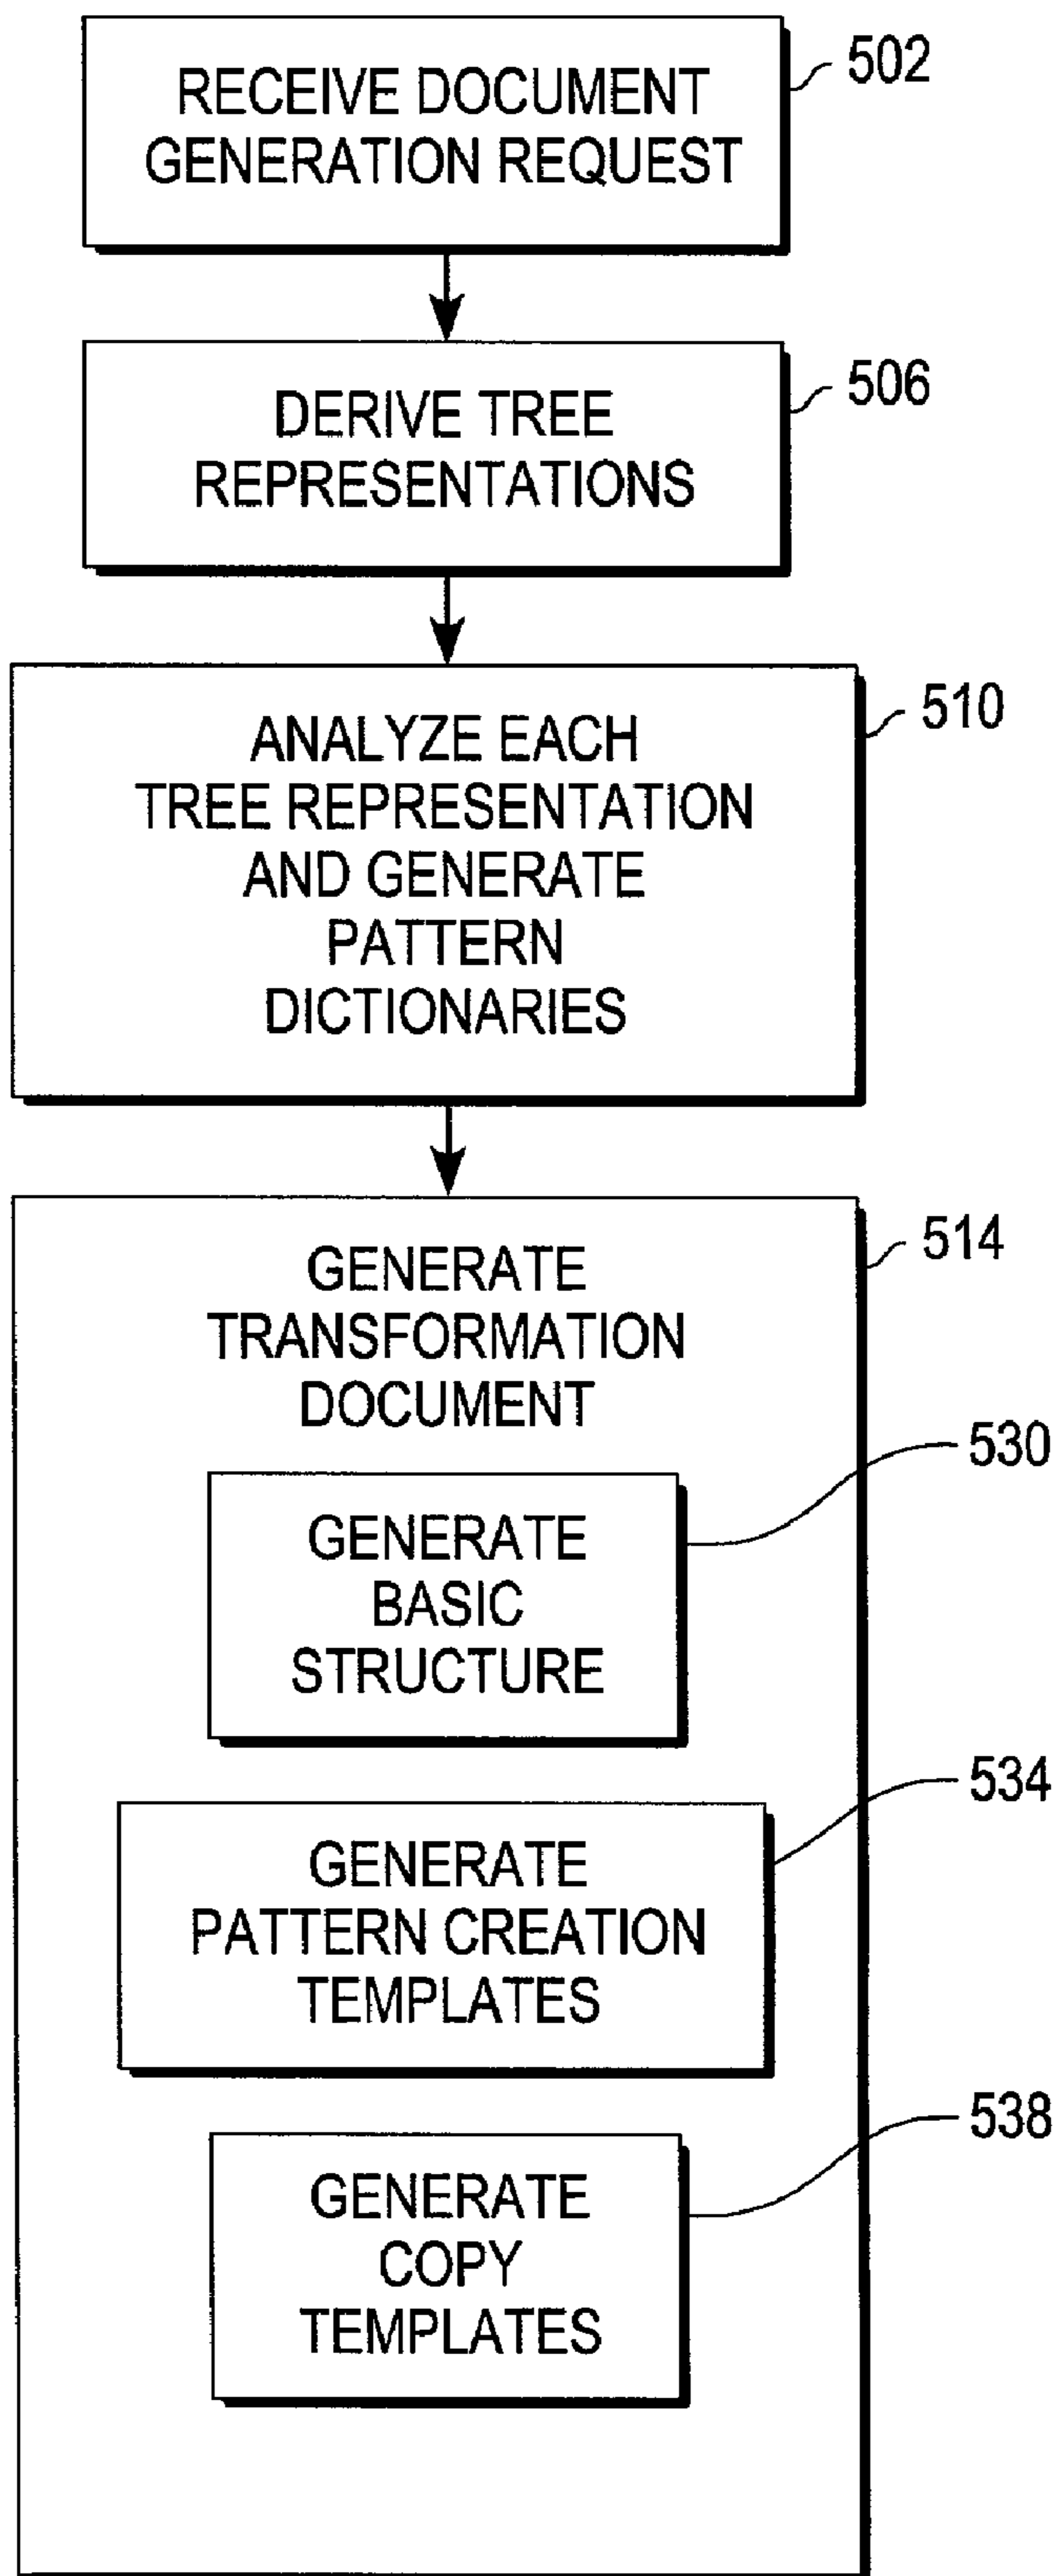 RECEIVE DOCUMENT
GENERATION REQUEST
502
DERIVE TREE
REPRESENTATIONS
506
ANALYZE EACH
TREE REPRESENTATION
AND GENERATE
PATTERN
DICTIONARIES
510
GENERATE
TRANSFORMATION
DOCUMENT
514
GENERATE
BASIC
STRUCTURE
530
GENERATE
PATTERN CREATION
TEMPLATES
534
GENERATE
COPY
TEMPLATES
538